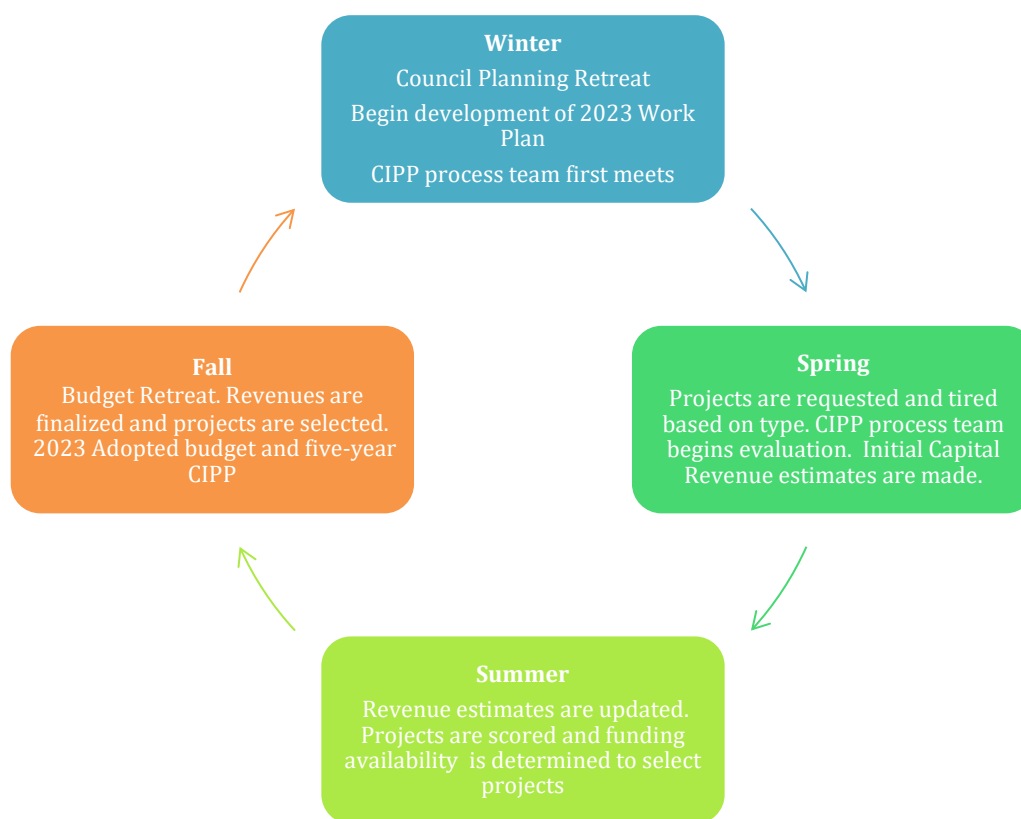 Winter
Council Planning Retreat
Begin development of 2023 Work
Plan
CIPP process team first meets
Spring
Projects are requested and tired
based on type. CIPP process team
begins evaluation.  Initial Capital
Revenue estimates are made.
Summer
Revenue estimates are updated.
Projects are scored and funding
availability  is determined to select
projects
Fall
Budget Retreat. Revenues are
finalized and projects are selected.
2023 Adopted budget and five-year
CIPP